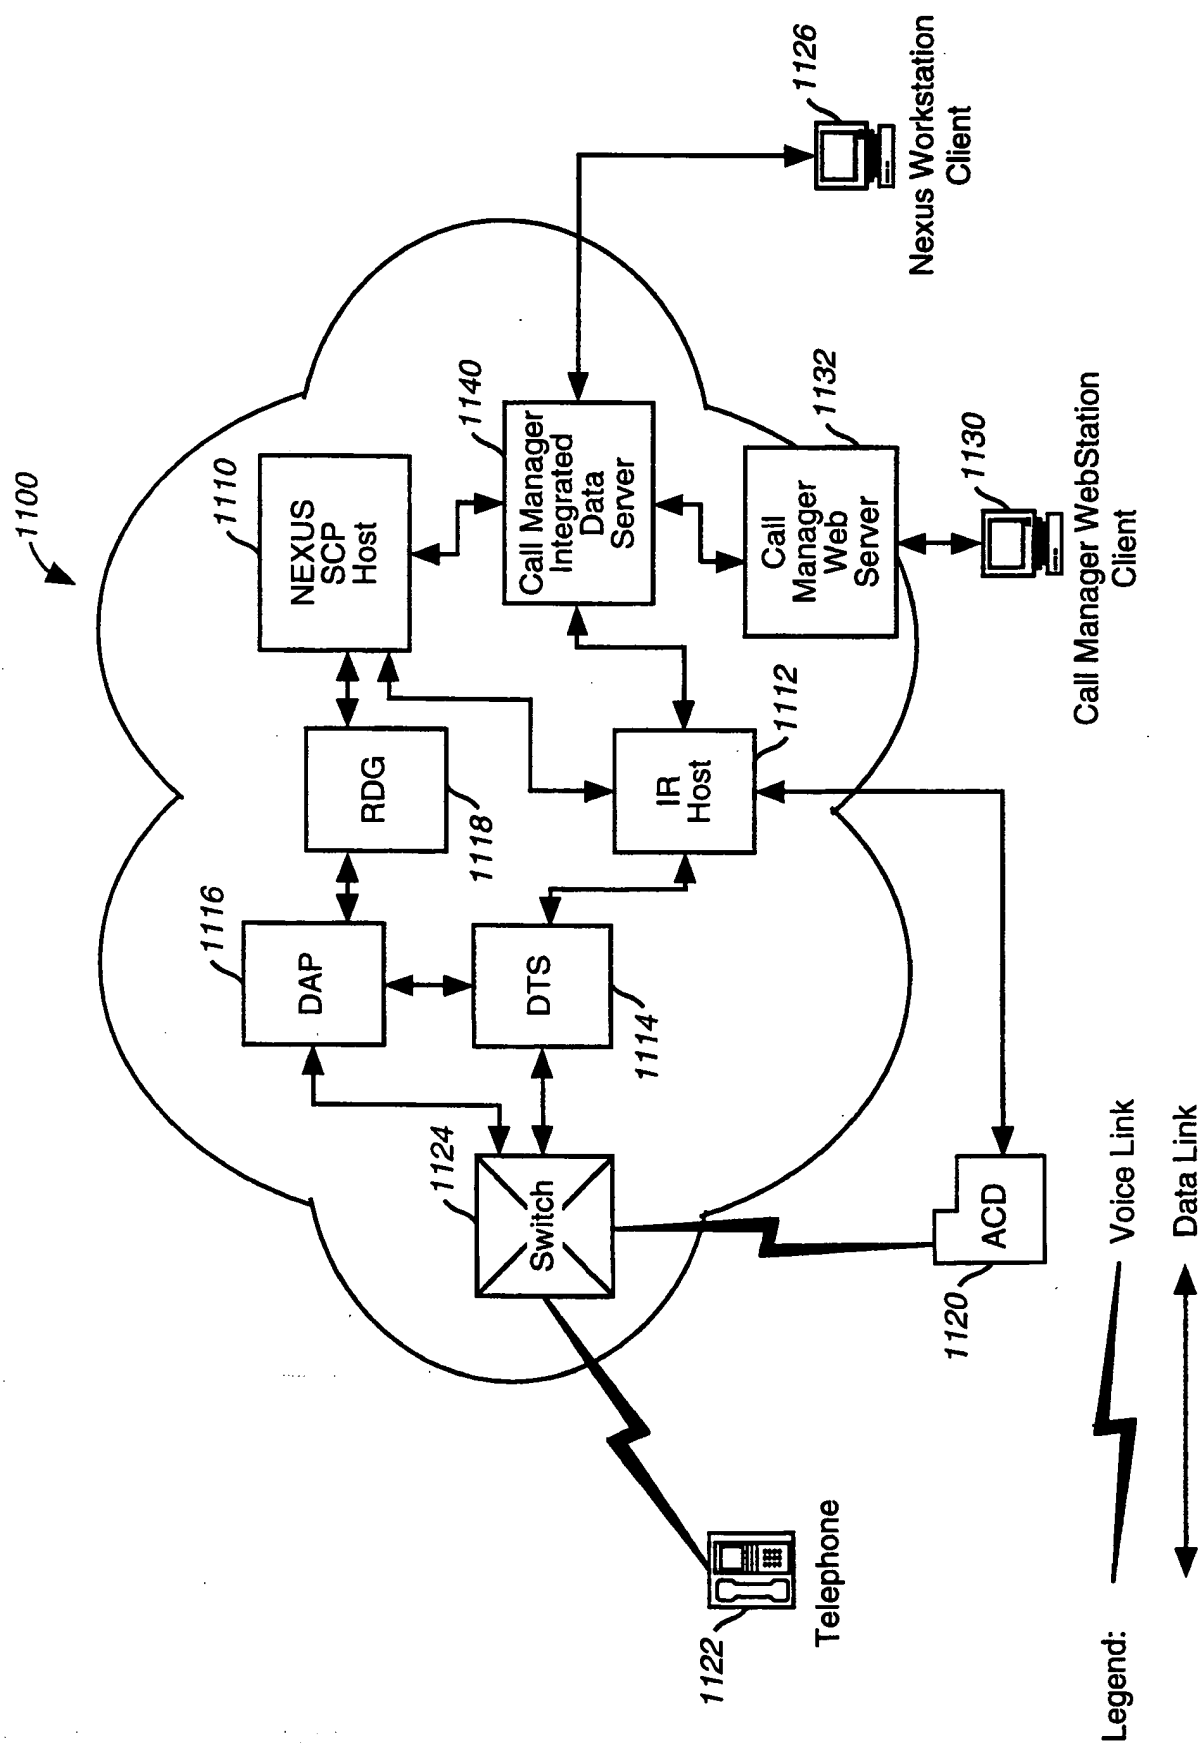 1100
1110
NEXUS
SCP
Host
1140
Call Manager
Integrated
Data
Server
1126
Nexus Workstation
Client
1116
DAP
RDG
1118
1124
Switch
DTS
1114
IR
Host
1112
Call
Manager
Web
Server
1132
1130
Call Manager WebStation
Client
1122
Telephone
1120
ACD
Legend:
Voice Link
Data Link